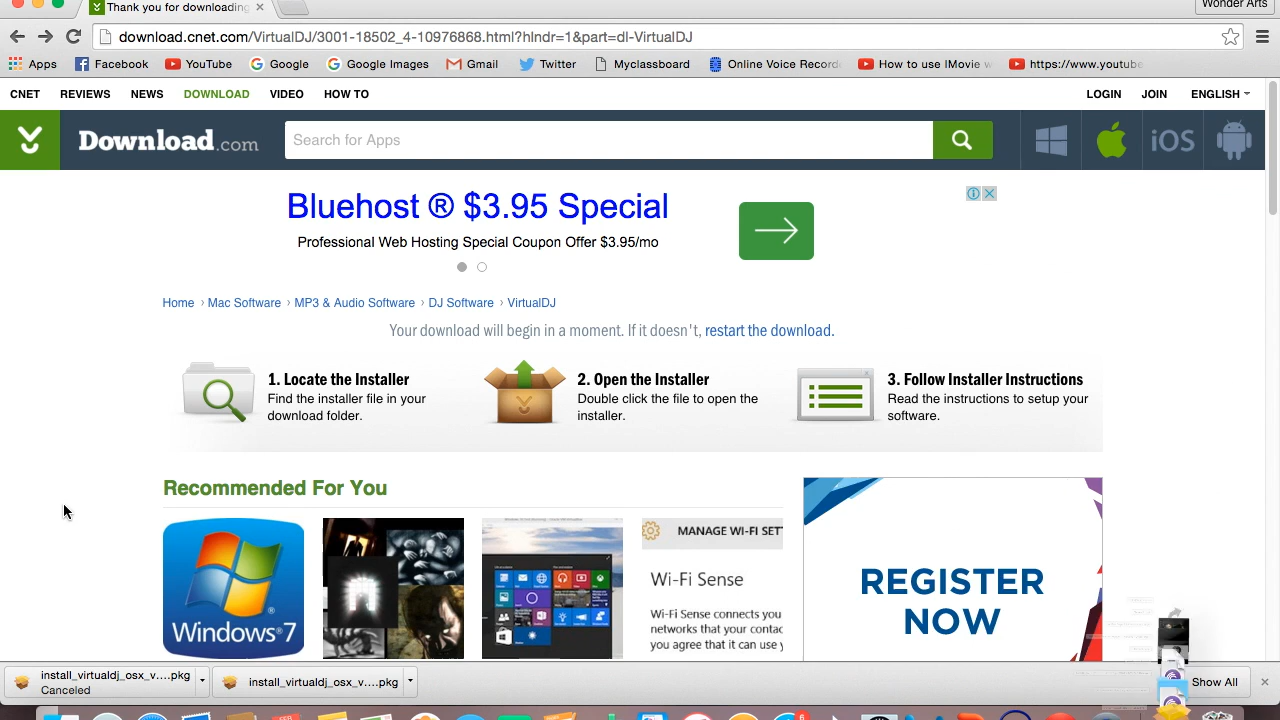 Thank you for downloading
Wonder Arts
download.cnet.com/VirtualDJ/3001-18502_4-10976868.html?hlndr=1&part=dl-VirtualDJ
Apps Facebook YouTube Google Google Images Gmail Twitter Myclassboard Online Voice Record How to use IMovie https://www.youtube
CNET REVIEWS NEWS DOWNLOAD VIDEO HOW TO LOGIN JOIN ENGLISH
Download.com Search for Apps iOS
Bluehost ® $3.95 Special
Professional Web Hosting Special Coupon Offer $3.95/mo
Home › Mac Software › MP3 & Audio Software › DJ Software › VirtualDJ
Your download will begin in a moment. If it doesn't, restart the download.
1. Locate the Installer
Find the installer file in your
download folder.
2. Open the Installer
Double click the file to open the
installer.
3. Follow Installer Instructions
Read the instructions to setup your
software.
Recommended For You
Windows®7
MANAGE WI-FI SET
Wi-Fi Sense
Wi-Fi Sense connects you
networks that your contac
you agree that it can use y
REGISTER
NOW
install_virtualdj_osx_v....pkg
Canceled
install_virtualdj_osx_v....pkg
Show All